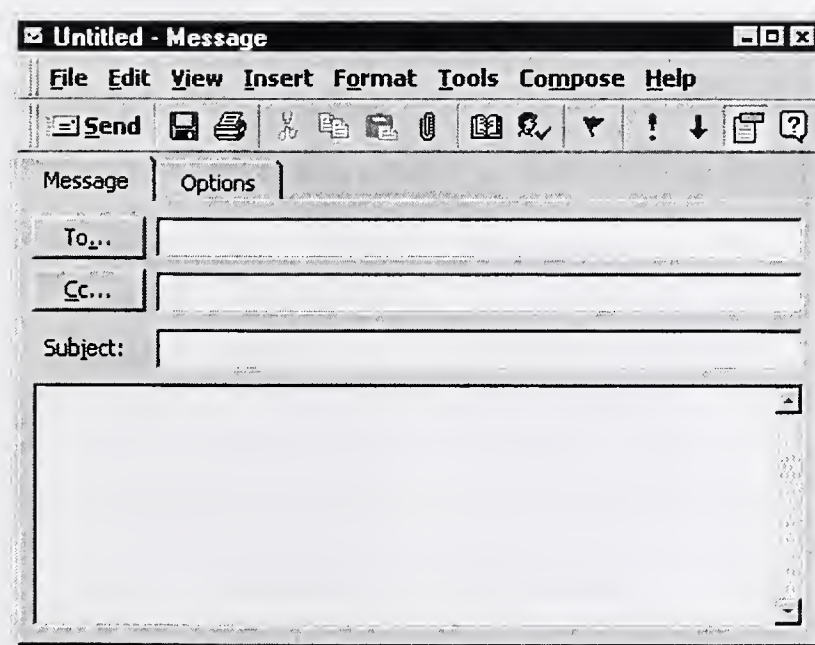 Untitled - Message
File Edit View Insert Format Tools Compose Help
Send
Message Options
To...
Cc...
Subject: